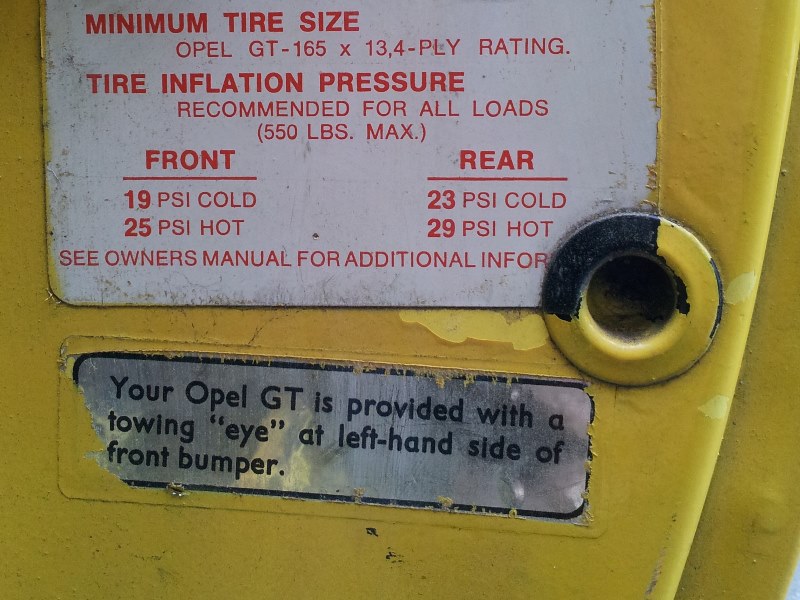 MINIMUM TIRE SIZE
OPEL GT-165 x 13,4-PLY RATING.
TIRE INFLATION PRESSURE
RECOMMENDED FOR ALL LOADS
(550 LBS. MAX.)
FRONT REAR
19 PSI COLD 23 PSI COLD
25 PSI HOT 29 PSI HOT
SEE OWNERS MANUAL FOR ADDITIONAL INFOR
Your Opel GT is provided with a
towing "eye" at left-hand side of
front bumper.